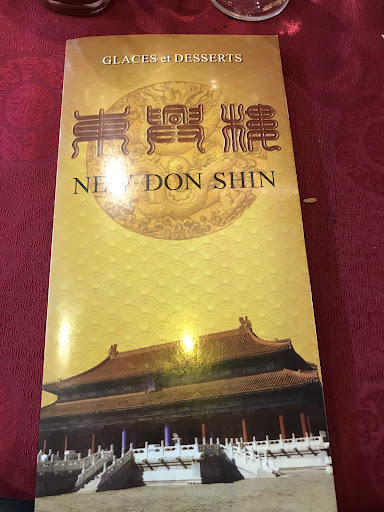 GLACES et DESSERTS
東興樓
NEW DON SHIN